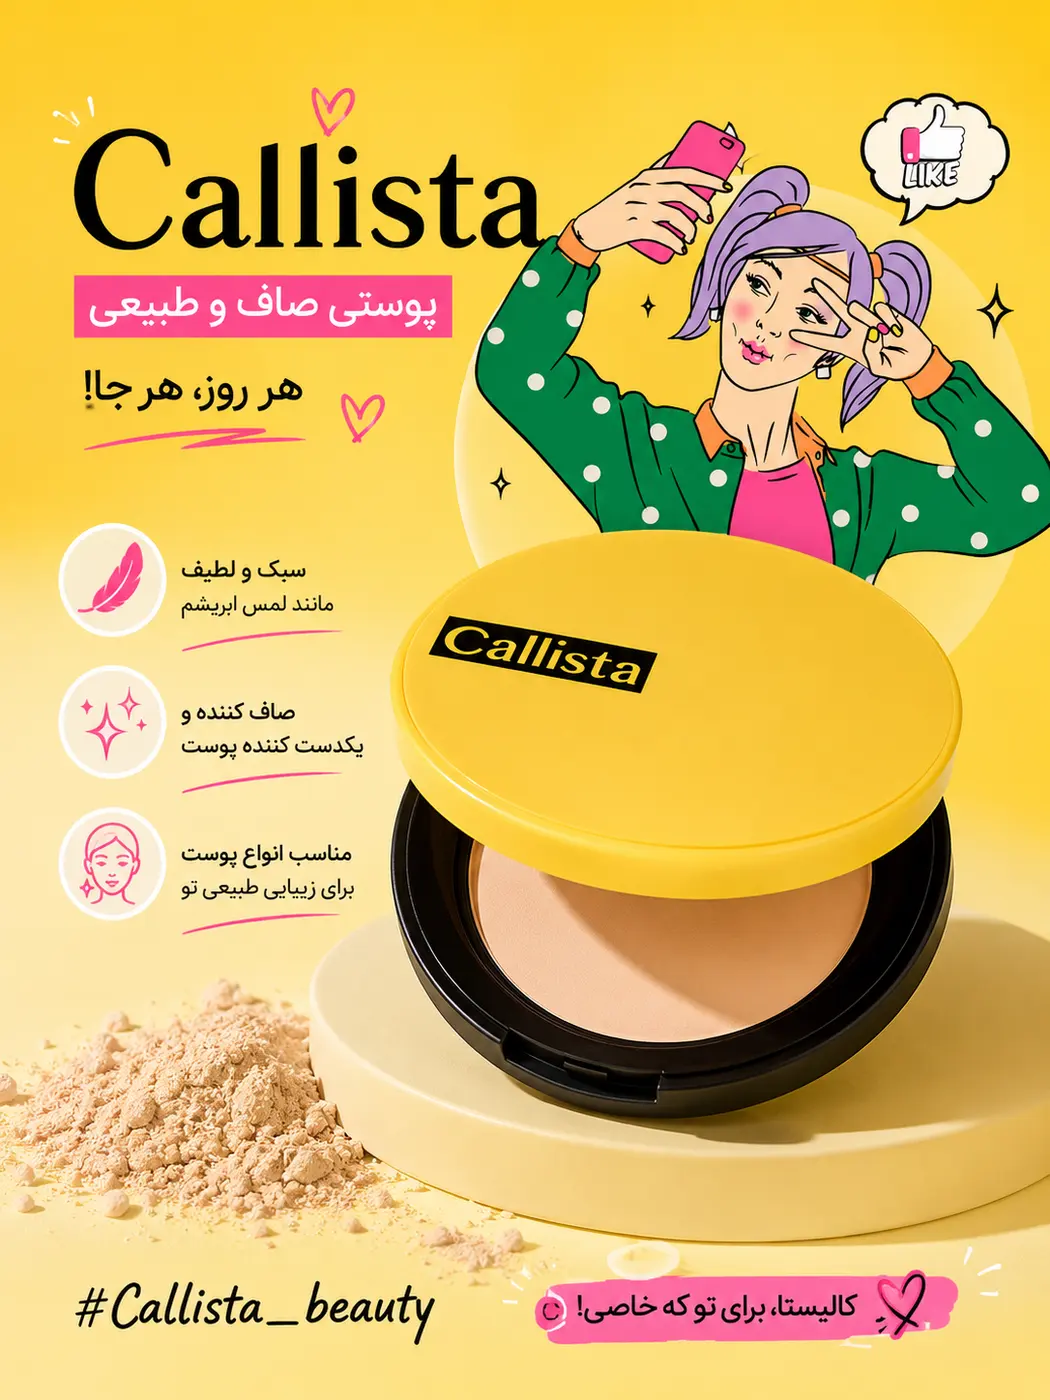 Callista
پوستی صاف و طبیعی
هر روز، هر جا!
LIKE
سبک و لطیف
مانند لمس ابریشم
صاف کننده و
یکدست کننده پوست
مناسب انواع پوست
برای زیبایی طبیعی تو
Callista
#Callista_beauty
کالیستا، برای تو که خاصی!